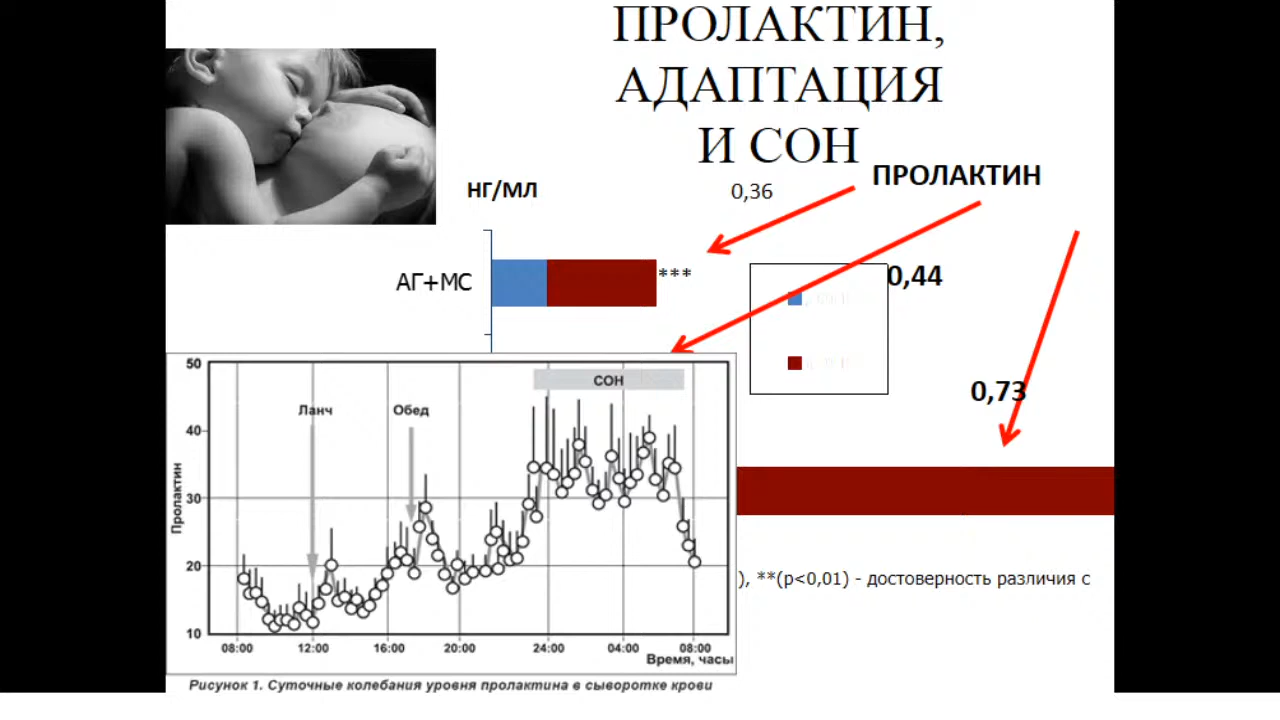 ПРОЛАКТИН,
АДАПТАЦИЯ
И СОН
ПРОЛАКТИН
НГ/МЛ
0,36
АГ+МС
***
0,44
0,73
50
40
30
20
10
Пролактин
СОН
Ланч
Обед
08:00 12:00 16:00 20:00 24:00 04:00 08:00
Время, часы
), **(p<0,01) - достоверность различия с
Рисунок 1. Суточные колебания уровня пролактина в сыворотке крови